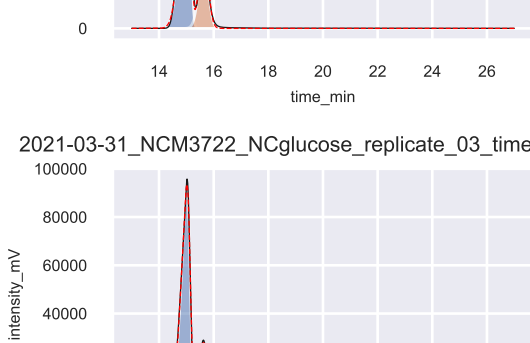 0
14 16 18 20 22 24 26
time_min
2021-03-31_NCM3722_NCglucose_replicate_03_time
100000
80000
60000
40000
intensity_mV